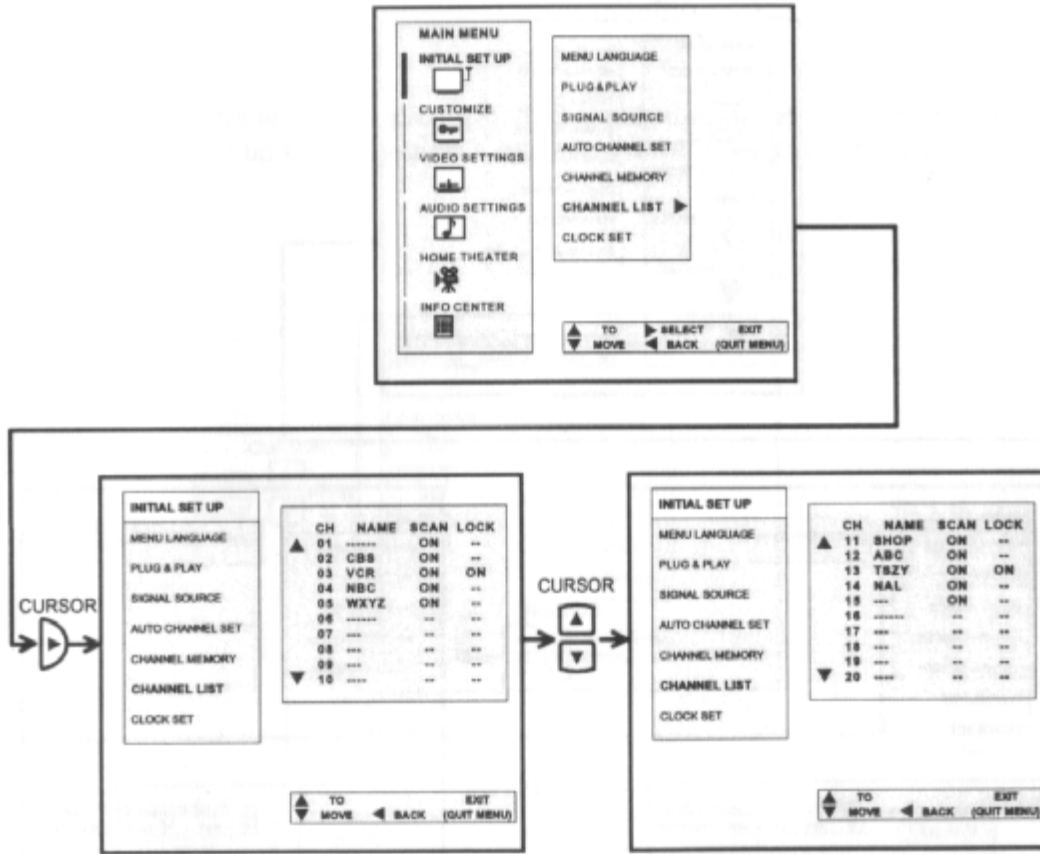 MAIN MENU
INITIAL SET UP
CUSTOMIZE
VIDEO SETTINGS
AUDIO SETTINGS
HOME THEATER
INFO CENTER
MENU LANGUAGE
PLUG & PLAY
SIGNAL SOURCE
AUTO CHANNEL SET
CHANNEL MEMORY
CHANNEL LIST ▶
CLOCK SET
▲ TO ▶ SELECT EXIT
▼ MOVE ◀ BACK (QUIT MENU)
CURSOR
INITIAL SET UP
MENU LANGUAGE
PLUG & PLAY
SIGNAL SOURCE
AUTO CHANNEL SET
CHANNEL MEMORY
CHANNEL LIST
CLOCK SET
CH NAME SCAN LOCK
▲ 01 ------ ON --
02 CBS ON --
03 VCR ON ON
04 NBC ON --
05 WXYZ ON --
06 ------ -- --
07 --- -- --
08 --- -- --
09 --- -- --
▼ 10 ---- -- --
▲ TO EXIT
▼ MOVE ◀ BACK (QUIT MENU)
CURSOR
▲
▼
INITIAL SET UP
MENU LANGUAGE
PLUG & PLAY
SIGNAL SOURCE
AUTO CHANNEL SET
CHANNEL MEMORY
CHANNEL LIST
CLOCK SET
CH NAME SCAN LOCK
▲ 11 SHOP ON --
12 ABC ON --
13 TSZY ON ON
14 NAL ON --
15 --- ON --
16 ------ -- --
17 --- -- --
18 --- -- --
19 --- -- --
▼ 20 ---- -- --
▲ TO EXIT
▼ MOVE ◀ BACK (QUIT MENU)